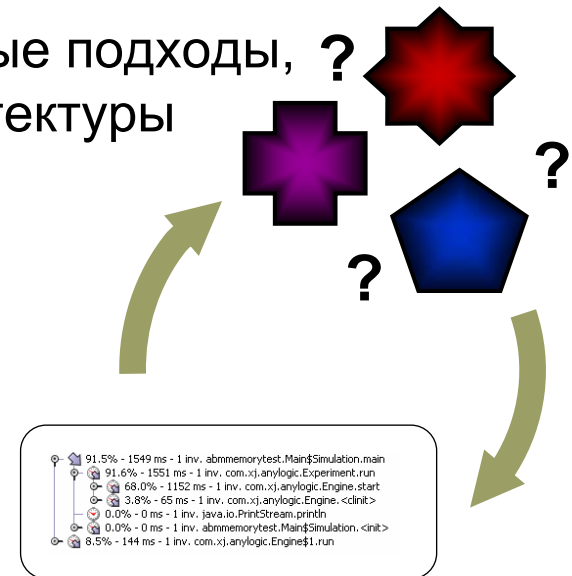 ые подходы, ?
тектуры
?
?
91.5% - 1549 ms - 1 inv. abmmemorytest.Main$Simulation.main
91.6% - 1551 ms - 1 inv. com.xj.anylogic.Experiment.run
68.0% - 1152 ms - 1 inv. com.xj.anylogic.Engine.start
3.8% - 65 ms - 1 inv. com.xj.anylogic.Engine.<clinit>
0.0% - 0 ms - 1 inv. java.io.PrintStream.println
0.0% - 0 ms - 1 inv. abmmemorytest.Main$Simulation.<init>
8.5% - 144 ms - 1 inv. com.xj.anylogic.Engine$1.run